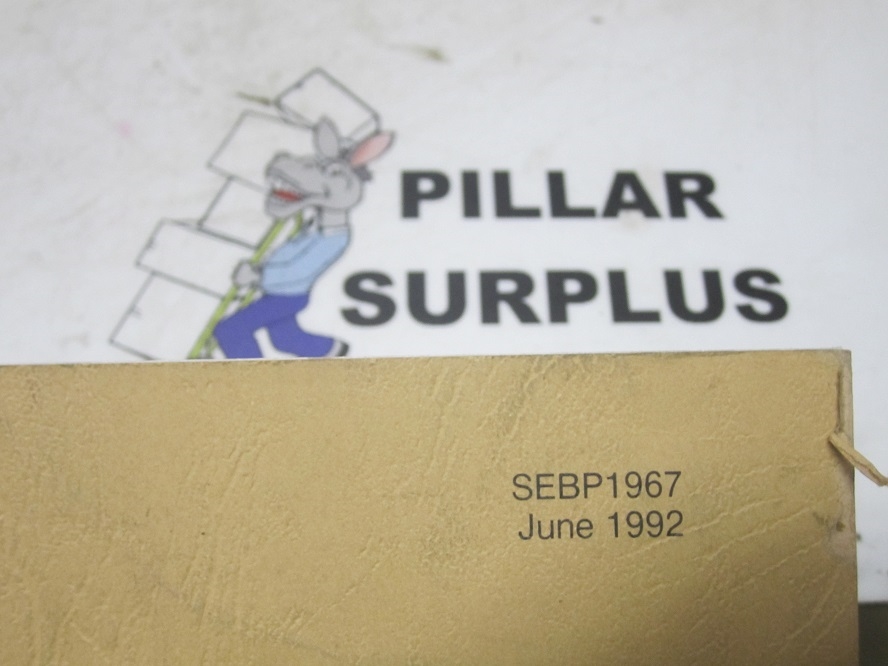 PILLAR
SURPLUS
SEBP1967
June 1992